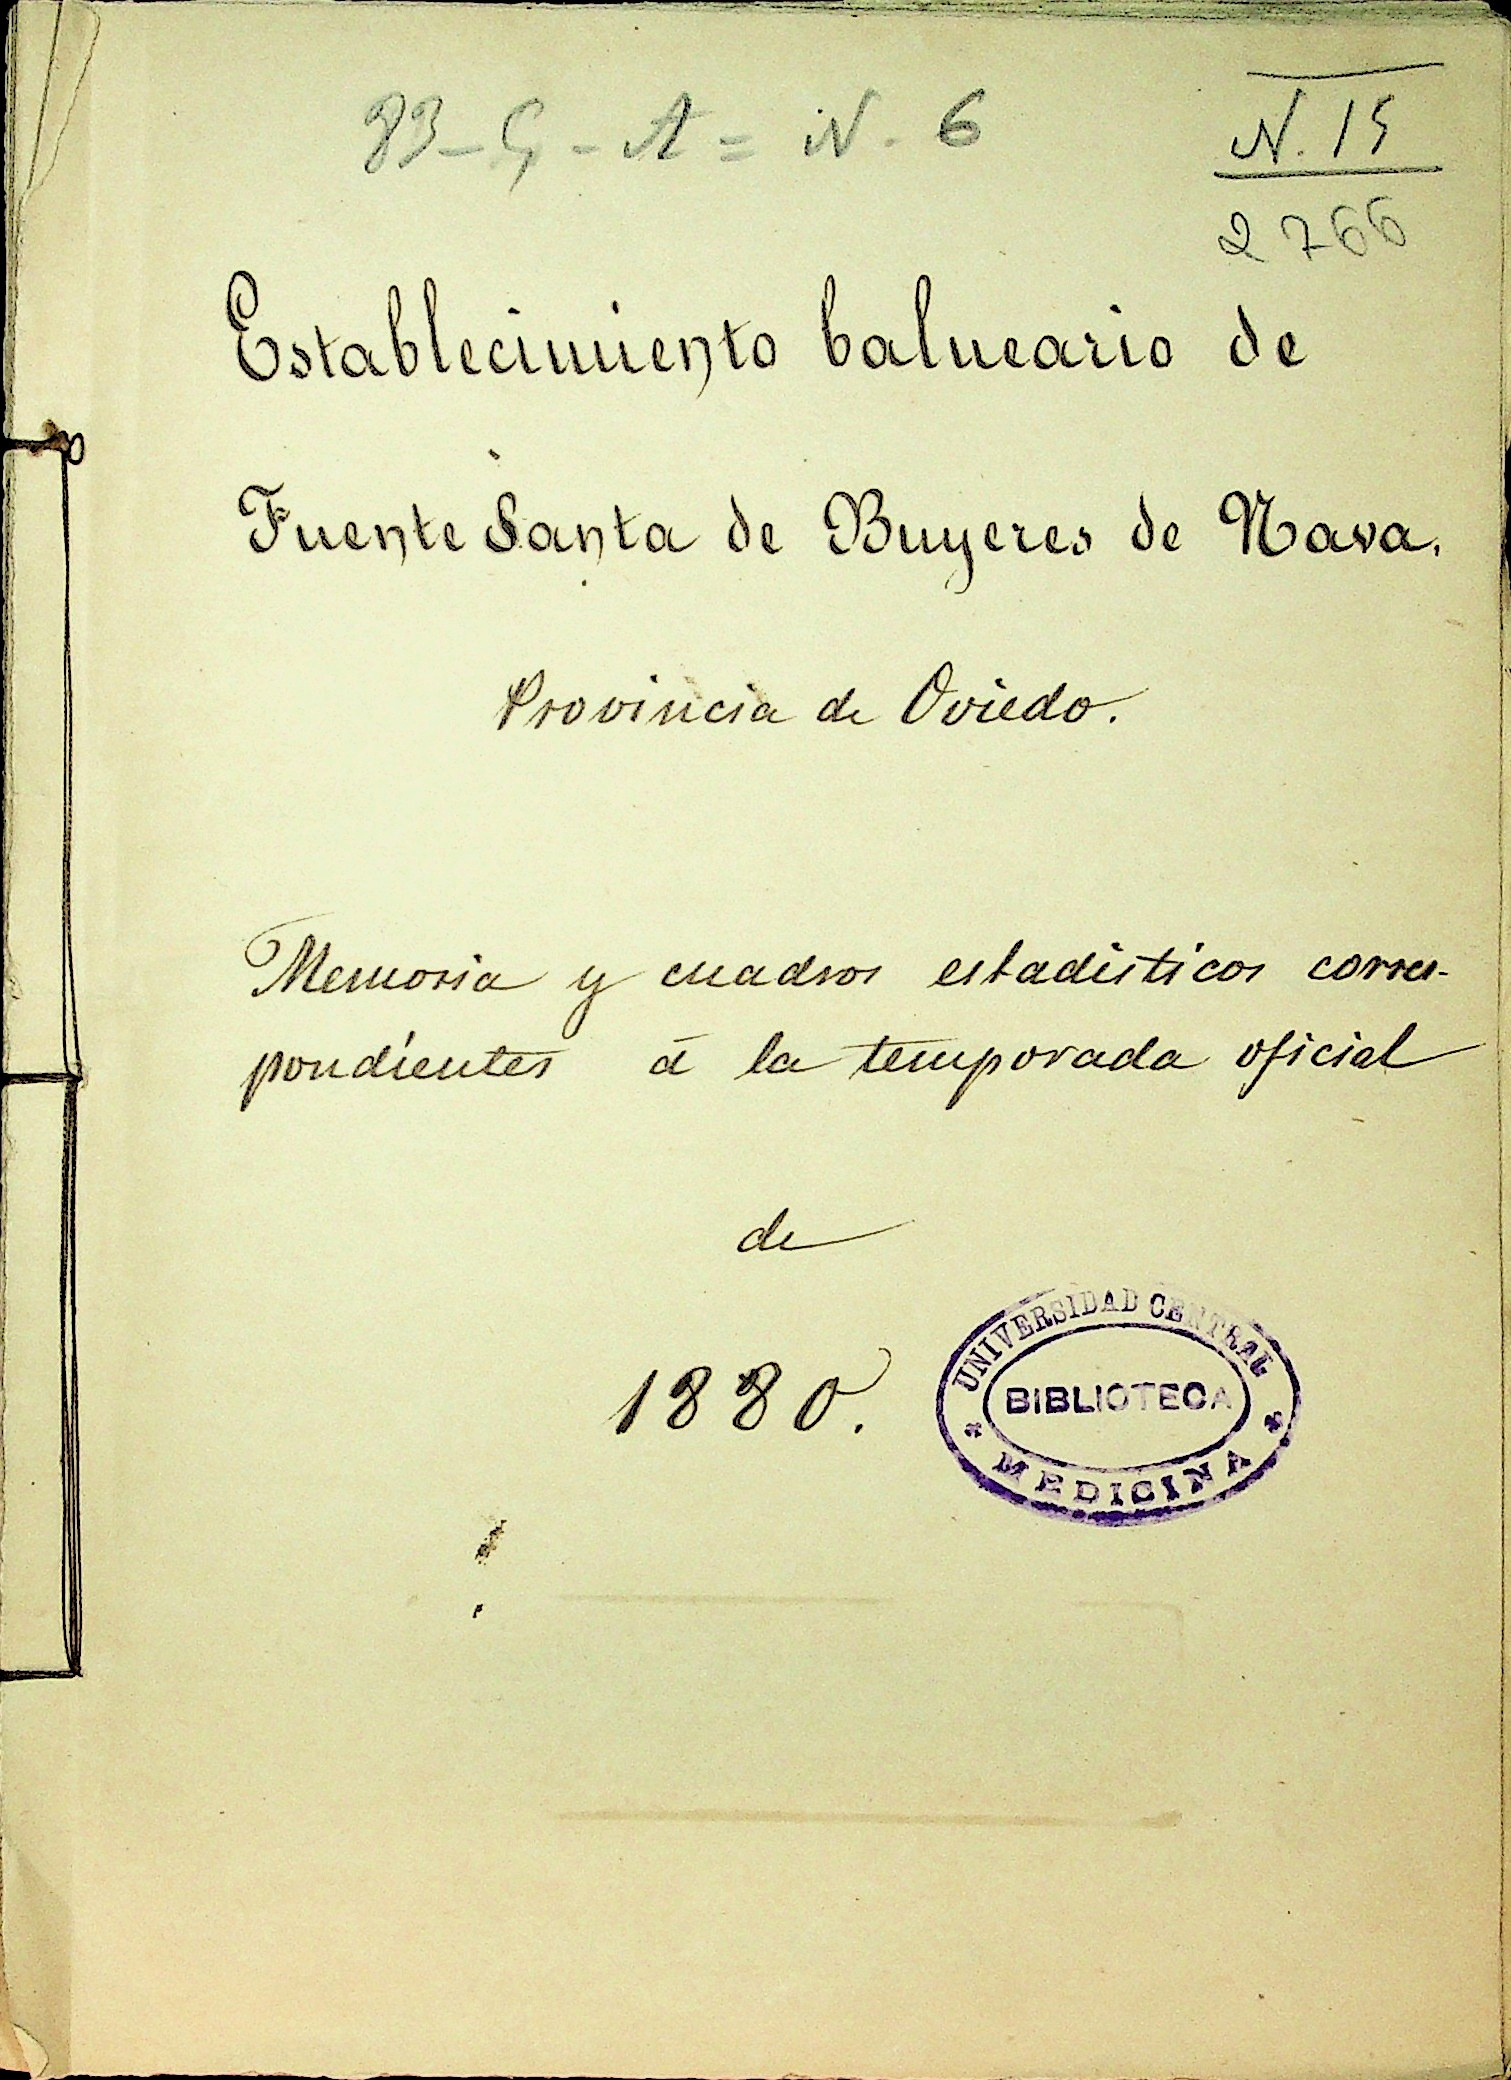 83-G-A = N. 6
N. 15
2766
Establecimiento balneario de
Fuente Santa de Buyeres de Nava.
Provincia de Oviedo.
Memoria y cuadros estadísticos corres-
pondientes á la temporada oficial
de
1880.
UNIVERSIDAD CENTRAL
BIBLIOTECA
* MEDICINA *